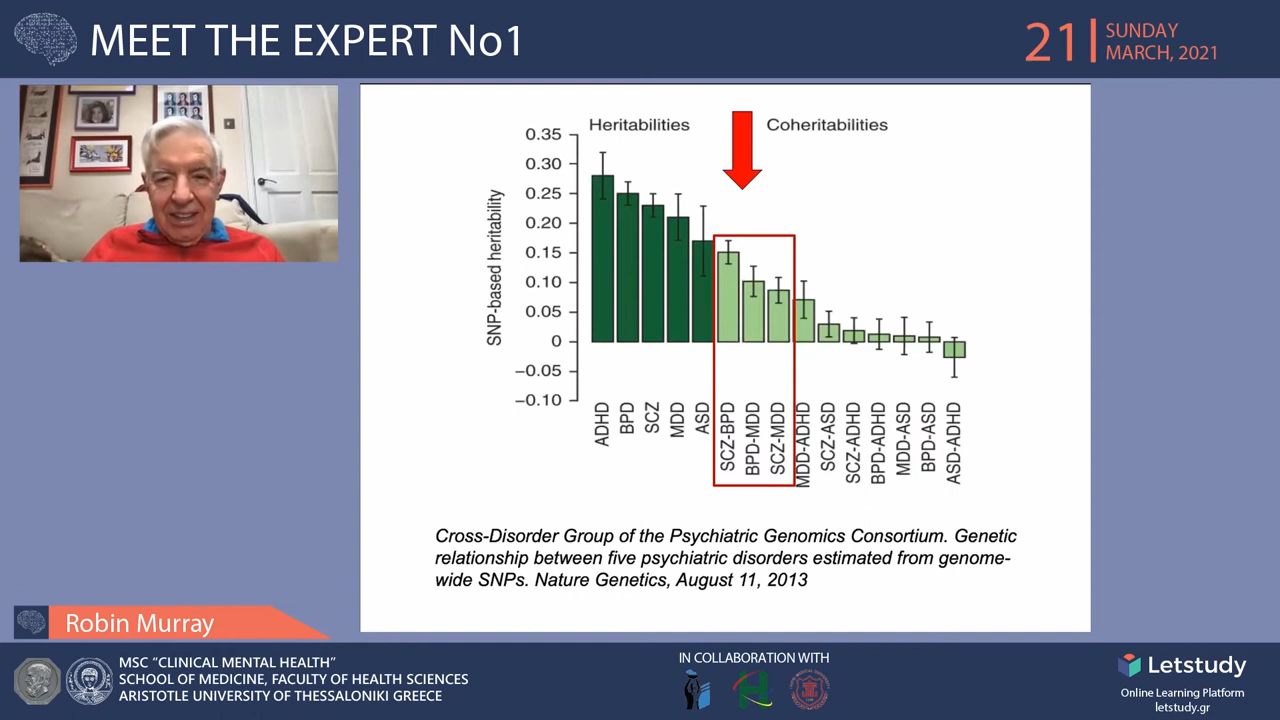 MEET THE EXPERT No1
21
SUNDAY
MARCH, 2021
Heritabilities
Coheritabilities
SNP-based heritability
0.35
0.30
0.25
0.20
0.15
0.10
0.05
0
−0.05
−0.10
ADHD
BPD
SCZ
MDD
ASD
SCZ-BPD
BPD-MDD
SCZ-MDD
MDD-ADHD
SCZ-ASD
SCZ-ADHD
BPD-ADHD
MDD-ASD
BPD-ASD
ASD-ADHD
Cross-Disorder Group of the Psychiatric Genomics Consortium. Genetic
relationship between five psychiatric disorders estimated from genome-
wide SNPs. Nature Genetics, August 11, 2013
Robin Murray
MSC “CLINICAL MENTAL HEALTH”
SCHOOL OF MEDICINE, FACULTY OF HEALTH SCIENCES
ARISTOTLE UNIVERSITY OF THESSALONIKI GREECE
IN COLLABORATION WITH
Letstudy
Online Learning Platform
letstudy.gr